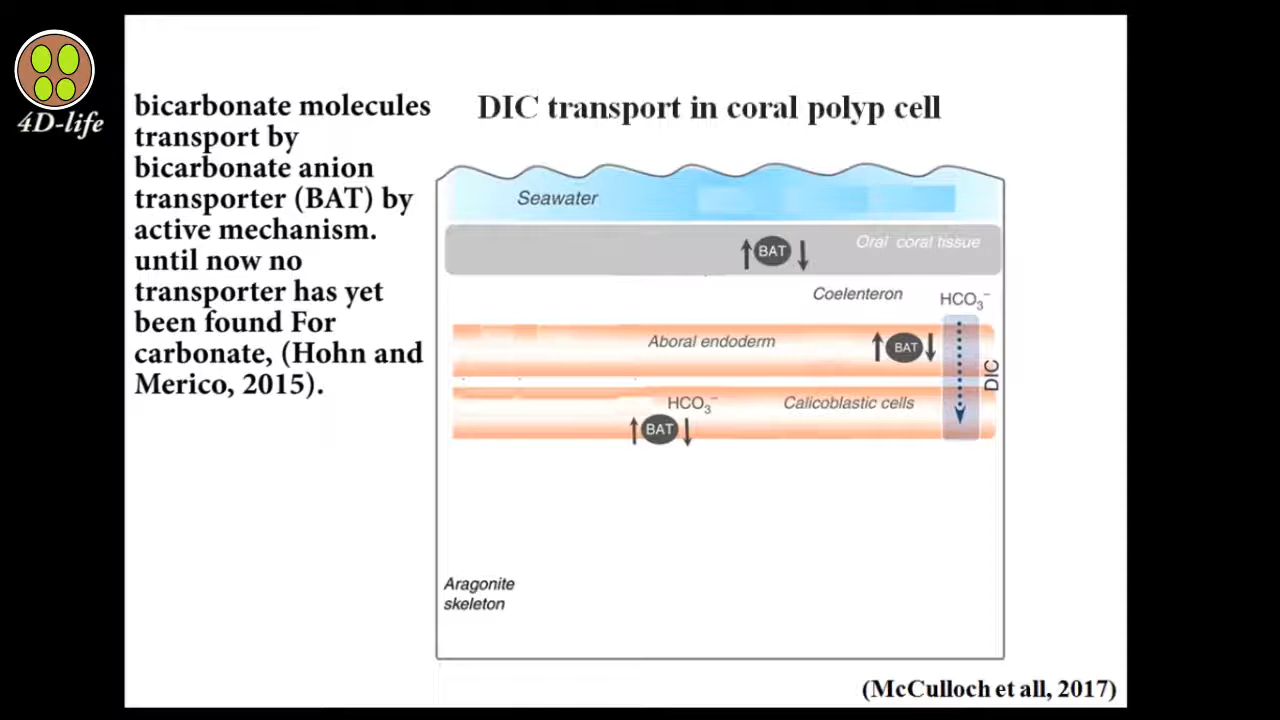 4D-life
bicarbonate molecules
transport by
bicarbonate anion
transporter (BAT) by
active mechanism.
until now no
transporter has yet
been found For
carbonate, (Hohn and
Merico, 2015).
DIC transport in coral polyp cell
Seawater
BAT
Oral coral tissue
Coelenteron
HCO₃⁻
Aboral endoderm
BAT
DIC
HCO₃⁻
Calicoblastic cells
BAT
Aragonite
skeleton
(McCulloch et all, 2017)